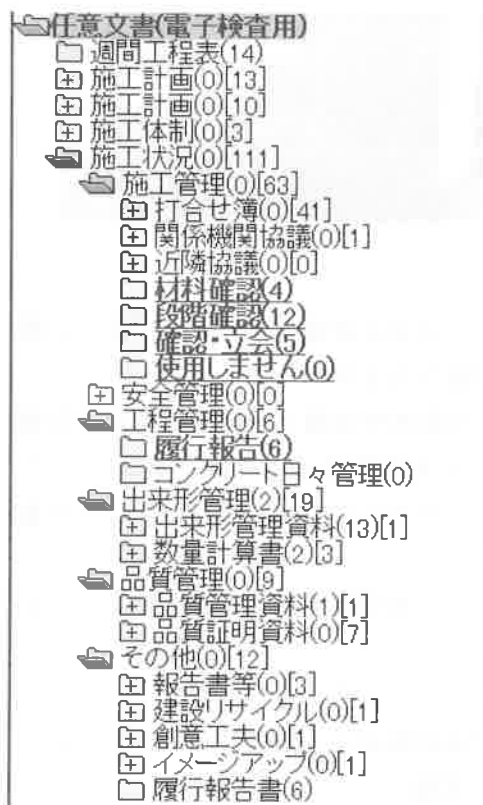 任意文書(電子検査用)
週間工程表(14)
施工計画(0)[13]
施工計画(0)[10]
施工体制(0)[3]
施工状況(0)[111]
施工管理(0)[63]
打合せ簿(0)[41]
関係機関協議(0)[1]
近隣協議(0)[0]
材料確認(4)
段階確認(12)
確認・立会(5)
使用しません(0)
安全管理(0)[0]
工程管理(0)[6]
履行報告(6)
コンクリート日々管理(0)
出来形管理(2)[19]
出来形管理資料(13)[1]
数量計算書(2)[3]
品質管理(0)[9]
品質管理資料(1)[1]
品質証明資料(0)[7]
その他(0)[12]
報告書等(0)[3]
建設リサイクル(0)[1]
創意工夫(0)[1]
イメージアップ(0)[1]
履行報告書(6)